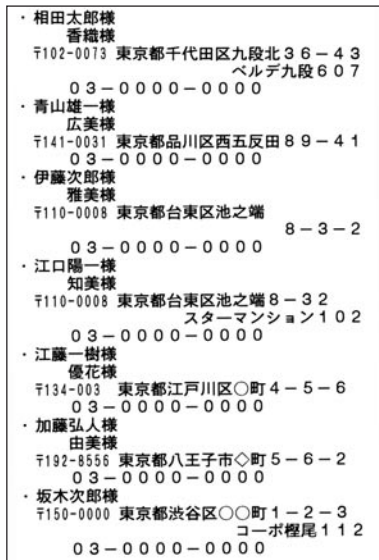 ・相田太郎様
香織様
〒102-0073 東京都千代田区九段北36-43
ベルデ九段607
03-0000-0000
・青山雄一様
広美様
〒141-0031 東京都品川区西五反田89-41
03-0000-0000
・伊藤次郎様
雅美様
〒110-0008 東京都台東区池之端
8-3-2
03-0000-0000
・江口陽一様
知美様
〒110-0008 東京都台東区池之端8-32
スターマンション102
03-0000-0000
・江藤一樹様
優花様
〒134-003 東京都江戸川区○町4-5-6
03-0000-0000
・加藤弘人様
由美様
〒192-8556 東京都八王子市◇町5-6-2
03-0000-0000
・坂木次郎様
〒150-0000 東京都渋谷区○○町1-2-3
コーポ樫尾112
03-0000-0000